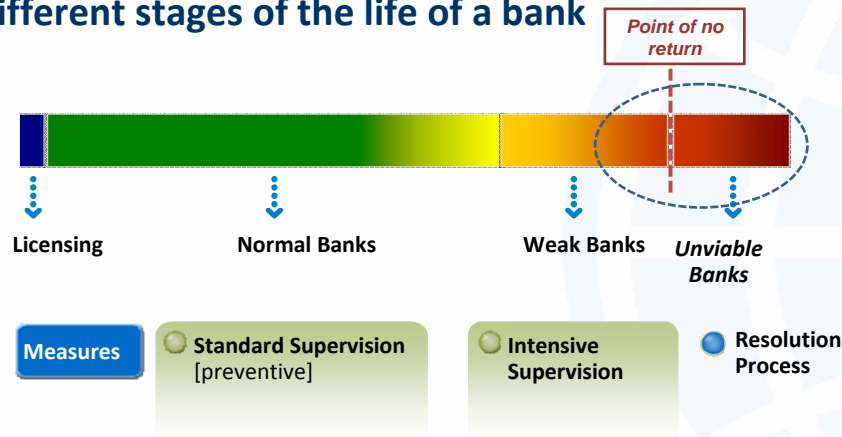 ifferent stages of the life of a bank
Point of no
return
Licensing
Normal Banks
Weak Banks
Unviable
Banks
Measures
Standard Supervision
[preventive]
Intensive
Supervision
Resolution
Process